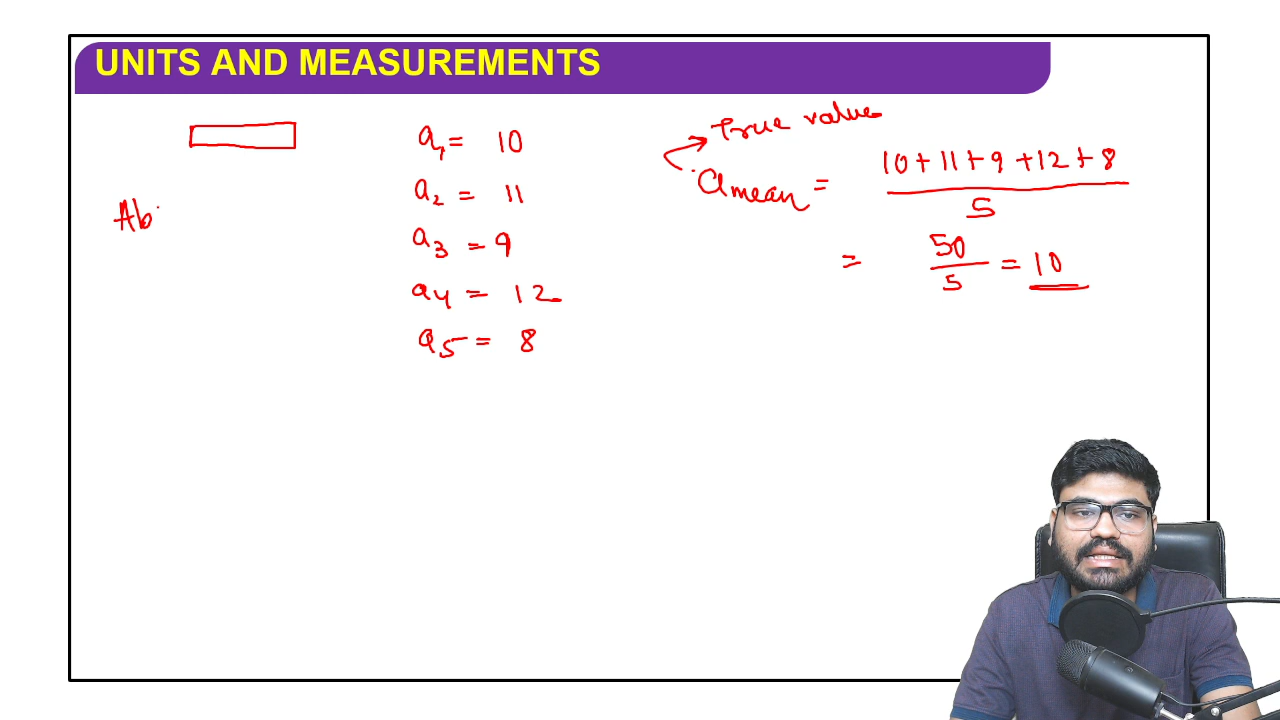 UNITS AND MEASUREMENTS
a1 = 10
a2 = 11
a3 = 9
a4 = 12
a5 = 8
Ab
True value
amean = 10+11+9+12+8
5
= 50
5
= 10